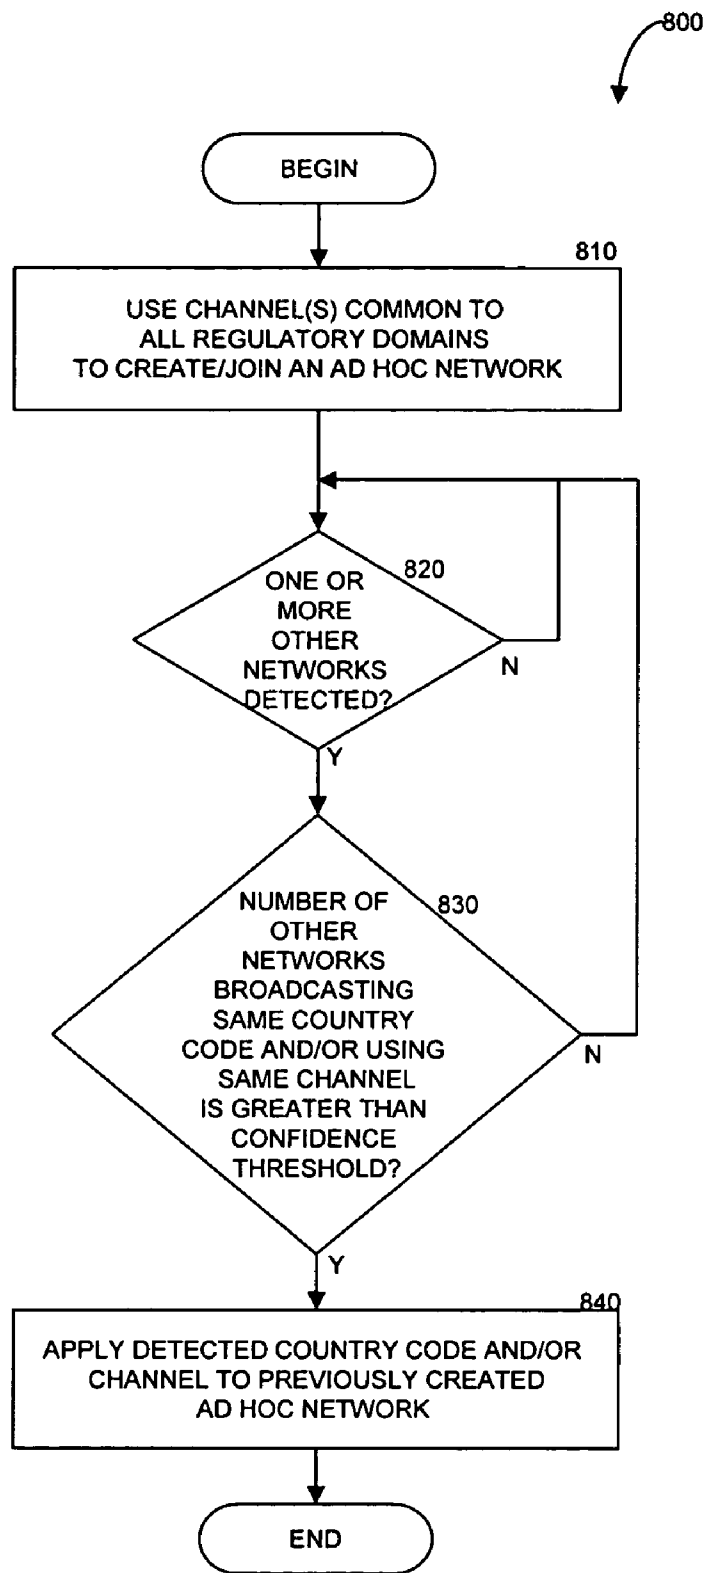 800
BEGIN
810
USE CHANNEL(S) COMMON TO
ALL REGULATORY DOMAINS
TO CREATE/JOIN AN AD HOC NETWORK
820
ONE OR
MORE
OTHER
NETWORKS
DETECTED?
N
Y
830
NUMBER OF
OTHER
NETWORKS
BROADCASTING
SAME COUNTRY
CODE AND/OR USING
SAME CHANNEL
IS GREATER THAN
CONFIDENCE
THRESHOLD?
N
Y
840
APPLY DETECTED COUNTRY CODE AND/OR
CHANNEL TO PREVIOUSLY CREATED
AD HOC NETWORK
END